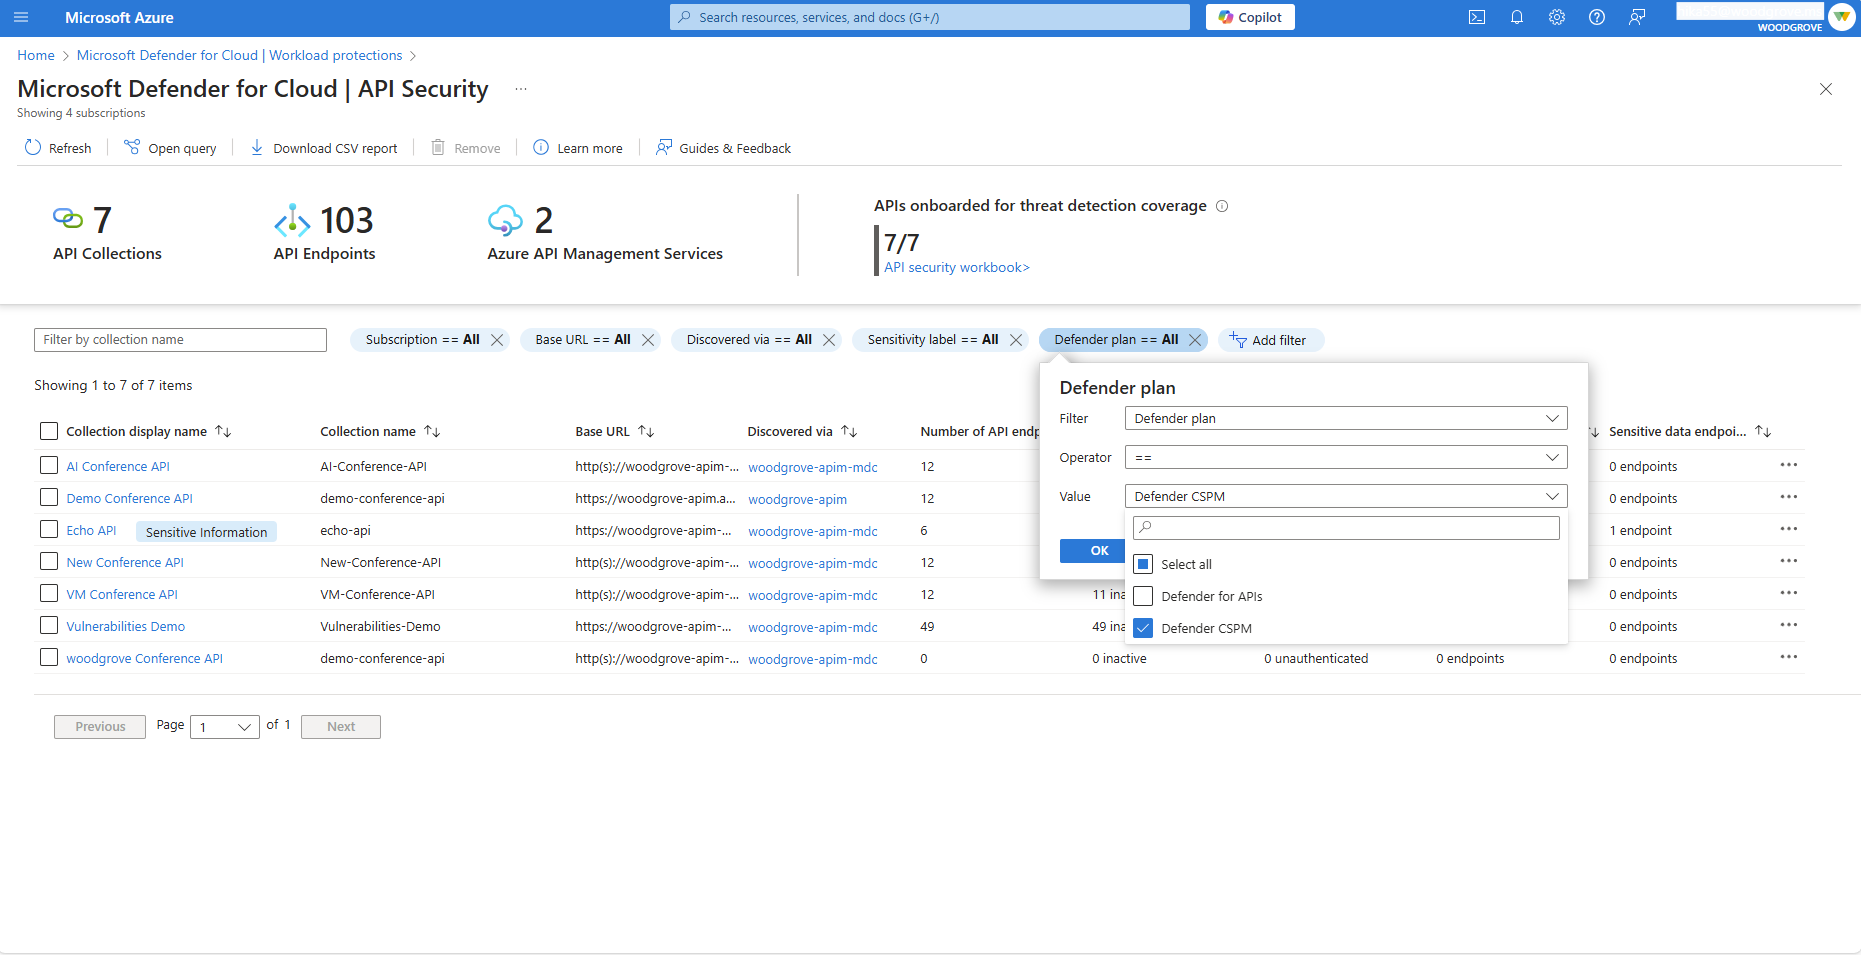 Microsoft Azure
Search resources, services, and docs (G+/)
Copilot
WOODGROVE
Home > Microsoft Defender for Cloud | Workload protections >
Microsoft Defender for Cloud | API Security ...
Showing 4 subscriptions
Refresh Open query Download CSV report Remove Learn more Guides & Feedback
7
API Collections
103
API Endpoints
2
Azure API Management Services
APIs onboarded for threat detection coverage
7/7
API security workbook>
Filter by collection name
Subscription == All
Base URL == All
Discovered via == All
Sensitivity label == All
Defender plan == All
Add filter
Showing 1 to 7 of 7 items
Defender plan
Filter Defender plan
Operator ==
Value Defender CSPM
OK
Select all
Defender for APIs
Defender CSPM
Collection display name Collection name Base URL Discovered via Number of API endp Sensitive data endpoi...
AI Conference API AI-Conference-API http(s)://woodgrove-apim-... woodgrove-apim-mdc 12 0 endpoints
Demo Conference API demo-conference-api https://woodgrove-apim.a... woodgrove-apim 12 0 endpoints
Echo API Sensitive Information echo-api https://woodgrove-apim-... woodgrove-apim-mdc 6 1 endpoint
New Conference API New-Conference-API http(s)://woodgrove-apim-... woodgrove-apim-mdc 12 0 endpoints
VM Conference API VM-Conference-API http(s)://woodgrove-apim-... woodgrove-apim-mdc 12 11 ina 0 endpoints
Vulnerabilities Demo Vulnerabilities-Demo https://woodgrove-apim-... woodgrove-apim-mdc 49 49 ina 0 endpoints
woodgrove Conference API demo-conference-api http(s)://woodgrove-apim-... woodgrove-apim-mdc 0 0 inactive 0 unauthenticated 0 endpoints 0 endpoints
Previous Page 1 of 1 Next